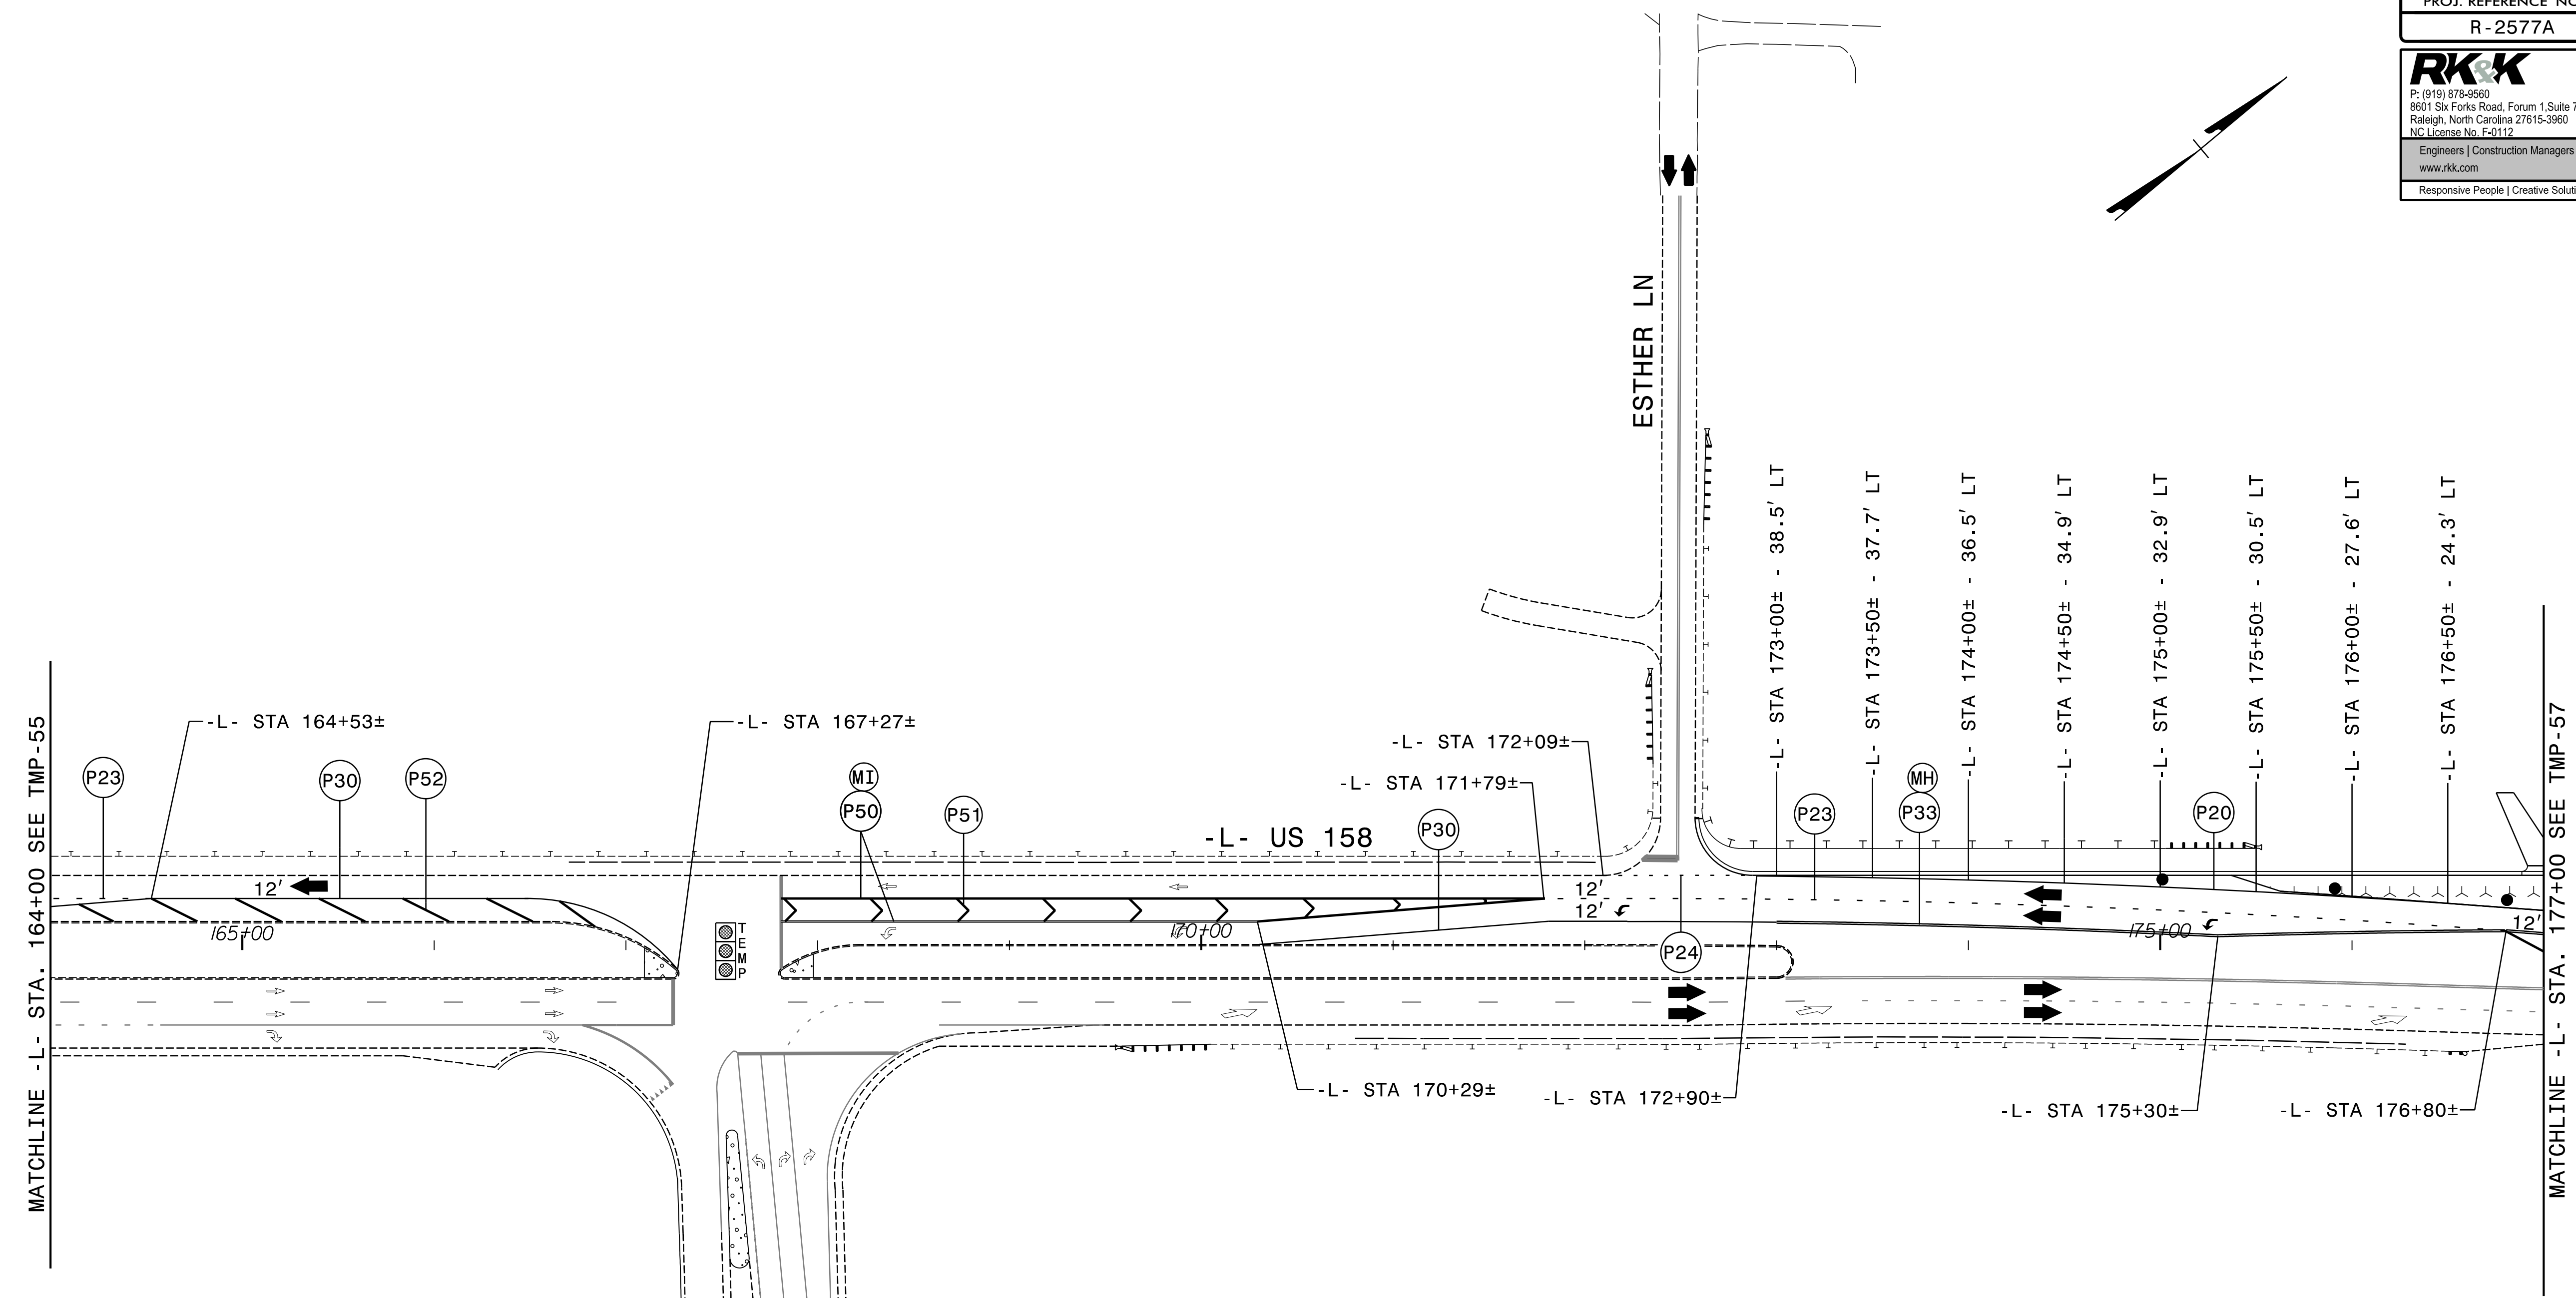 PROJ. REFERENCE NO
R-2577A
RK&K
P: (919) 878-9560
8601 Six Forks Road, Forum 1,Suite 7
Raleigh, North Carolina 27615-3960
NC License No. F-0112
Engineers | Construction Managers
www.rkk.com
Responsive People | Creative Soluti
ESTHER LN
-L- STA 173+00± - 38.5' LT
-L- STA 173+50± - 37.7' LT
-L- STA 174+00± - 36.5' LT
-L- STA 174+50± - 34.9' LT
-L- STA 175+00± - 32.9' LT
-L- STA 175+50± - 30.5' LT
-L- STA 176+00± - 27.6' LT
-L- STA 176+50± - 24.3' LT
MATCHLINE -L- STA. 164+00 SEE TMP-55
-L- STA 164+53±
-L- STA 167+27±
-L- STA 172+09±
-L- STA 171+79±
P23
P30
P52
MI
P50
P51
-L- US 158
P30
P23
MH
P33
P20
12'
12'
12'
12'
165+00
170+00
175+00
TEMP
P24
-L- STA 170+29±
-L- STA 172+90±
-L- STA 175+30±
-L- STA 176+80±
MATCHLINE -L- STA. 177+00 SEE TMP-57